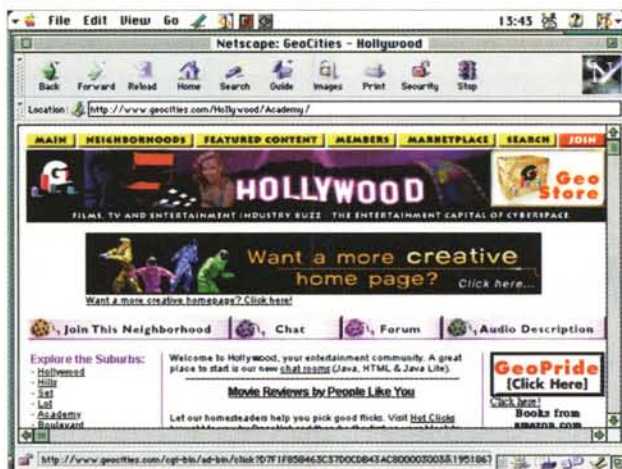 File Edit View Go 13:43
Netscape: GeoCities - Hollywood
Back Forward Reload Home Search Guide Images Print Security Stop N
Location: http://www.geocities.com/Hollywood/Academy/
MAIN NEIGHBORHOODS FEATURED CONTENT MEMBERS MARKETPLACE SEARCH JOIN
G HOLLYWOOD G Geo
Store
FILMS, TV AND ENTERTAINMENT INDUSTRY BUZZ THE ENTERTAINMENT CAPITAL OF CYBERSPACE
Want a more creative
home page? Click here...
Want a more creative homepage? Click here!
Join This Neighborhood Chat Forum Audio Description
Explore the Suburbs:
- Hollywood
- Hills
- Set
- Lot
- Academy
- Boulevard
Welcome to Hollywood, your entertainment community. A great
place to start is our new chat rooms (Java, HTML & Java Lite).
Movie Reviews by People Like You
Let our homesteaders help you pick good flicks. Visit Hot Clicks
GeoPride
[Click Here]
Click here!
Books from
amazon.com